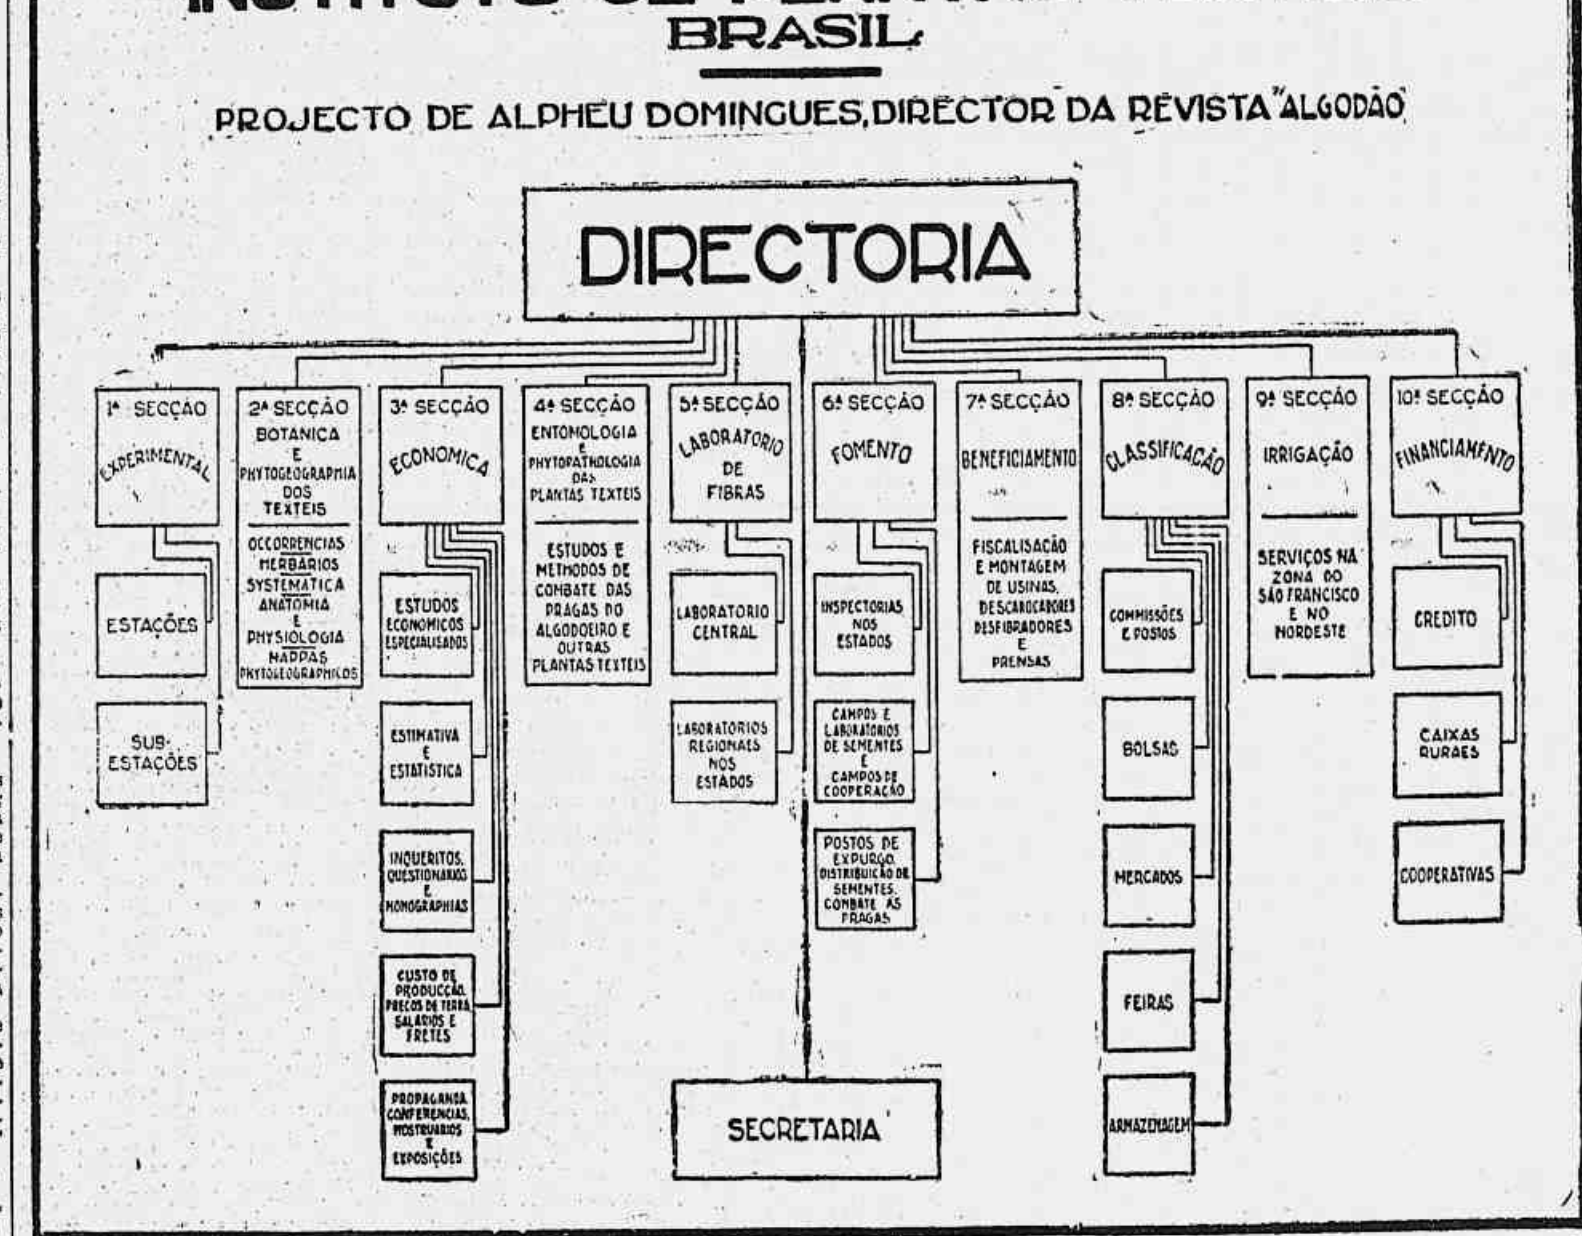 BRASIL
PROJECTO DE ALPHEU DOMINGUES, DIRECTOR DA REVISTA "ALGODÃO
DIRECTORIA
1ª SECÇÃO
EXPERIMENTAL
ESTAÇÕES
SUB-
ESTAÇÕES
2ª SECÇÃO
BOTANICA
E
PHYTOGEOGRAPHIA
DOS
TEXTEIS
OCCORRENCIAS
HERBARIOS
SYSTEMATICA
ANATOMIA
E
PHYSIOLOGIA
MAPPAS
PHYTOGEOGRAPHICOS
3ª SECÇÃO
ECONOMICA
ESTUDOS
ECONOMICOS
ESPECIALISADOS
ESTIMATIVA
E
ESTATISTICA
INQUERITOS,
QUESTIONARIOS
E
MONOGRAPHIAS
CUSTO DE
PRODUCÇÃO,
PREÇOS DE TERRA
SALARIOS E
FRETES
PROPAGANDA,
CONFERENCIAS,
MOSTRUARIOS
E
EXPOSIÇÕES
4ª SECÇÃO
ENTOMOLOGIA
E
PHYTOPATHOLOGIA
DAS
PLANTAS TEXTEIS
ESTUDOS E
METHODOS DE
COMBATE DAS
PRAGAS DO
ALGODOEIRO E
OUTRAS
PLANTAS TEXTEIS
5ª SECÇÃO
LABORATORIO
DE
FIBRAS
LABORATORIO
CENTRAL
LABORATORIOS
REGIONAES
NOS
ESTADOS
6ª SECÇÃO
FOMENTO
INSPECTORIAS
NOS
ESTADOS
CAMPOS E
LABORATORIOS
DE SEMENTES
E
CAMPOS DE
COOPERAÇÃO
POSTOS DE
EXPURGO,
DISTRIBUIÇÃO DE
SEMENTES,
COMBATE ÁS
PRAGAS
7ª SECÇÃO
BENEFICIAMENTO
FISCALISAÇÃO
E MONTAGEM
DE USINAS,
DESCAROÇADORES
DESFIBRADORES
E
PRENSAS
8ª SECÇÃO
CLASSIFICAÇÃO
COMMISSÕES
E POSTOS
BOLSAS
MERCADOS
FEIRAS
ARMAZENAGEM
9ª SECÇÃO
IRRIGAÇÃO
SERVIÇOS NA
ZONA DO
SÃO FRANCISCO
E NO
NORDESTE
10ª SECÇÃO
FINANCIAMENTO
CREDITO
CAIXAS
RURAES
COOPERATIVAS
SECRETARIA